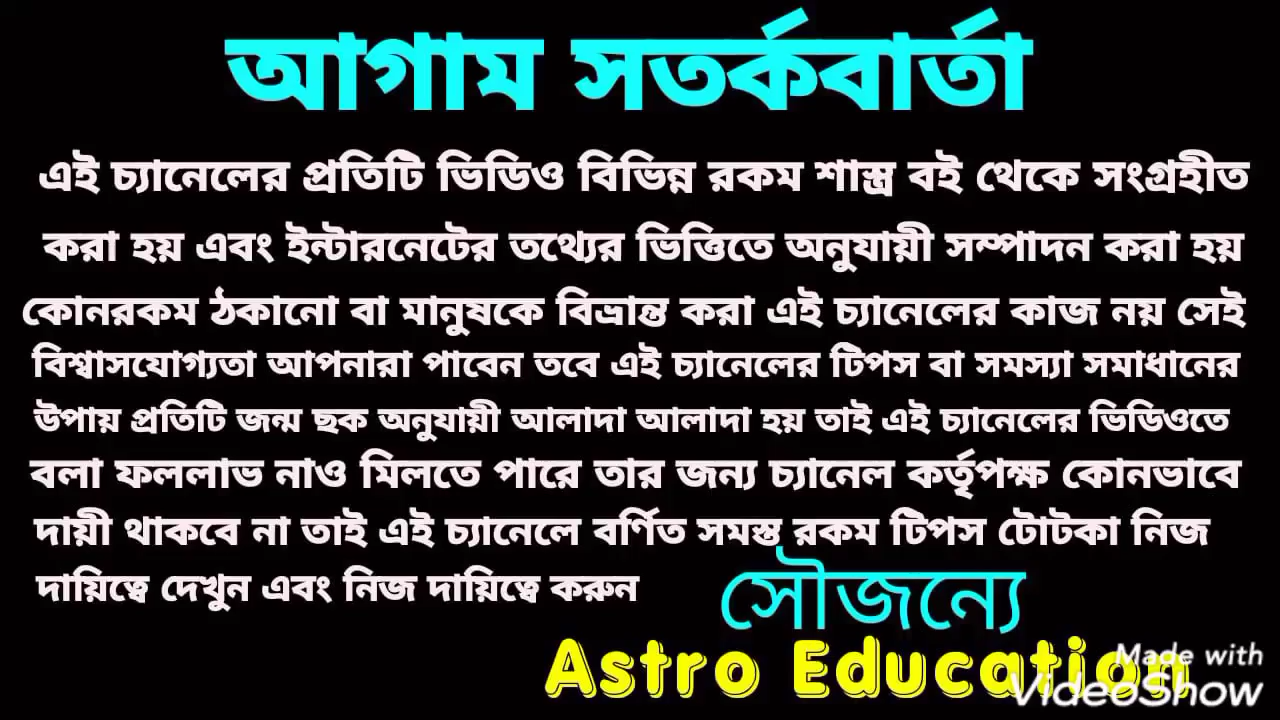 আগাম সতর্কবার্তা
এই চ্যানেলের প্রতিটি ভিডিও বিভিন্ন রকম শাস্ত্র বই থেকে সংগ্রহীত
করা হয় এবং ইন্টারনেটের তথ্যের ভিত্তিতে অনুযায়ী সম্পাদন করা হয়
কোনরকম ঠকানো বা মানুষকে বিভ্রান্ত করা এই চ্যানেলের কাজ নয় সেই
বিশ্বাসযোগ্যতা আপনারা পাবেন তবে এই চ্যানেলের টিপস বা সমস্যা সমাধানের
উপায় প্রতিটি জন্ম ছক অনুযায়ী আলাদা আলাদা হয় তাই এই চ্যানেলের ভিডিওতে
বলা ফললাভ নাও মিলতে পারে তার জন্য চ্যানেল কর্তৃপক্ষ কোনভাবে
দায়ী থাকবে না তাই এই চ্যানেলে বর্ণিত সমস্ত রকম টিপস টোটকা নিজ
দায়িত্বে দেখুন এবং নিজ দায়িত্বে করুন
সৌজন্যে
Astro Education
Made with
VideoShow